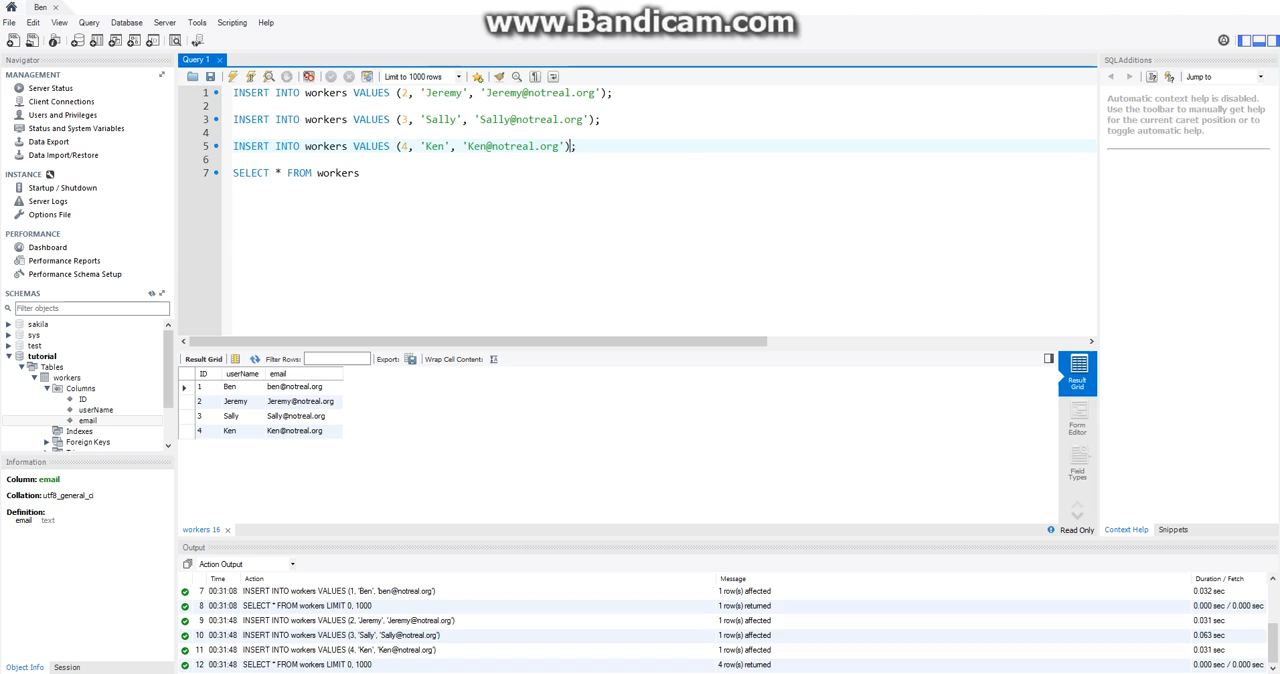 www.Bandicam.com
Ben
File Edit View Query Database Server Tools Scripting Help
Navigator
MANAGEMENT
Server Status
Client Connections
Users and Privileges
Status and System Variables
Data Export
Data Import/Restore
INSTANCE
Startup / Shutdown
Server Logs
Options File
PERFORMANCE
Dashboard
Performance Reports
Performance Schema Setup
SCHEMAS
Filter objects
sakila
sys
test
tutorial
Tables
workers
Columns
ID
userName
email
Indexes
Foreign Keys
Information
Column: email
Collation: utf8_general_ci
Definition:
email text
Object Info Session
Query 1
Limit to 1000 rows
1 INSERT INTO workers VALUES (2, 'Jeremy', 'Jeremy@notreal.org');
2
3 INSERT INTO workers VALUES (3, 'Sally', 'Sally@notreal.org');
4
5 INSERT INTO workers VALUES (4, 'Ken', 'Ken@notreal.org');
6
7 SELECT * FROM workers
Result Grid Filter Rows: Export: Wrap Cell Content:
ID userName email
1 Ben ben@notreal.org
2 Jeremy Jeremy@notreal.org
3 Sally Sally@notreal.org
4 Ken Ken@notreal.org
Result
Grid
Form
Editor
Field
Types
workers 16
Read Only
SQLAdditions
Jump to
Automatic context help is disabled.
Use the toolbar to manually get help
for the current caret position or to
toggle automatic help.
Context Help Snippets
Output
Action Output
Time Action Message Duration / Fetch
7 00:31:08 INSERT INTO workers VALUES (1, 'Ben', 'ben@notreal.org') 1 row(s) affected 0.032 sec
8 00:31:08 SELECT * FROM workers LIMIT 0, 1000 1 row(s) returned 0.000 sec / 0.000 sec
9 00:31:48 INSERT INTO workers VALUES (2, 'Jeremy', 'Jeremy@notreal.org') 1 row(s) affected 0.031 sec
10 00:31:48 INSERT INTO workers VALUES (3, 'Sally', 'Sally@notreal.org') 1 row(s) affected 0.063 sec
11 00:31:48 INSERT INTO workers VALUES (4, 'Ken', 'Ken@notreal.org') 1 row(s) affected 0.031 sec
12 00:31:48 SELECT * FROM workers LIMIT 0, 1000 4 row(s) returned 0.000 sec / 0.000 sec